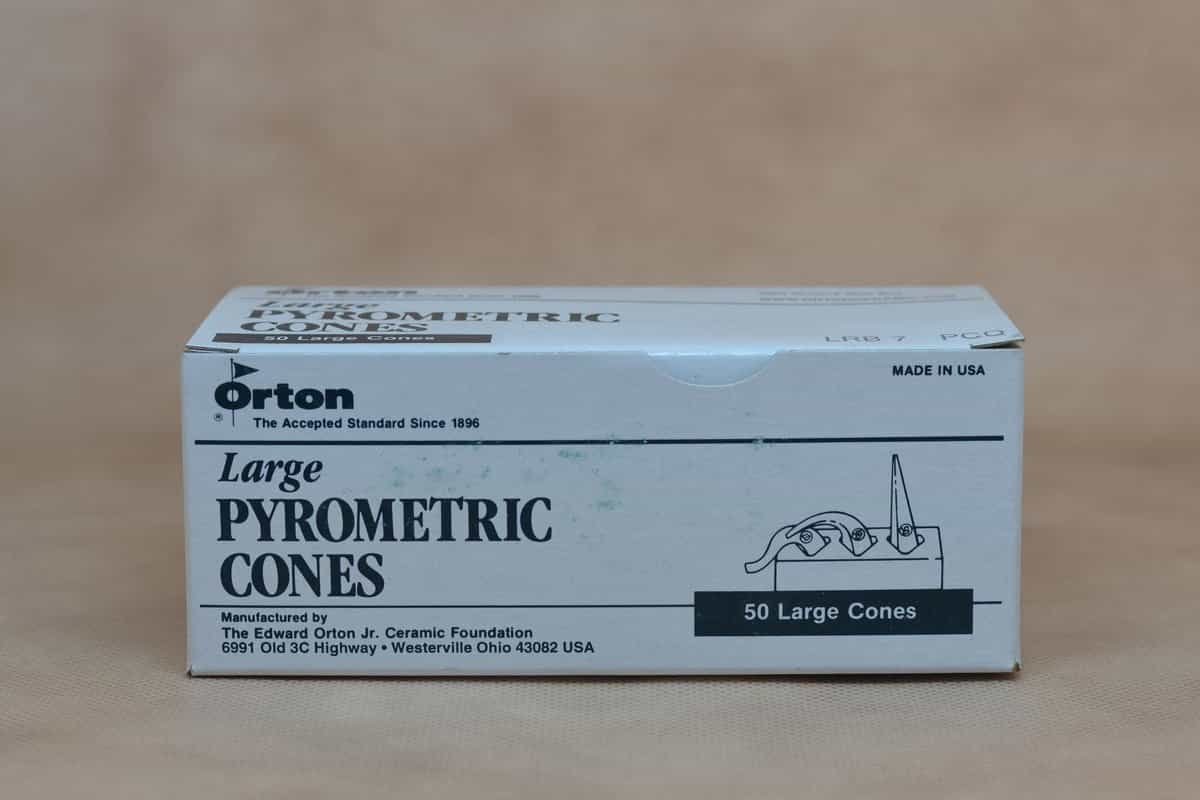 Orton
Large
PYROMETRIC
CONES
50 Large Cones
LRB 7 PCO
Orton
®
The Accepted Standard Since 1896
MADE IN USA
Large
PYROMETRIC
CONES
50 Large Cones
Manufactured by
The Edward Orton Jr. Ceramic Foundation
6991 Old 3C Highway • Westerville Ohio 43082 USA